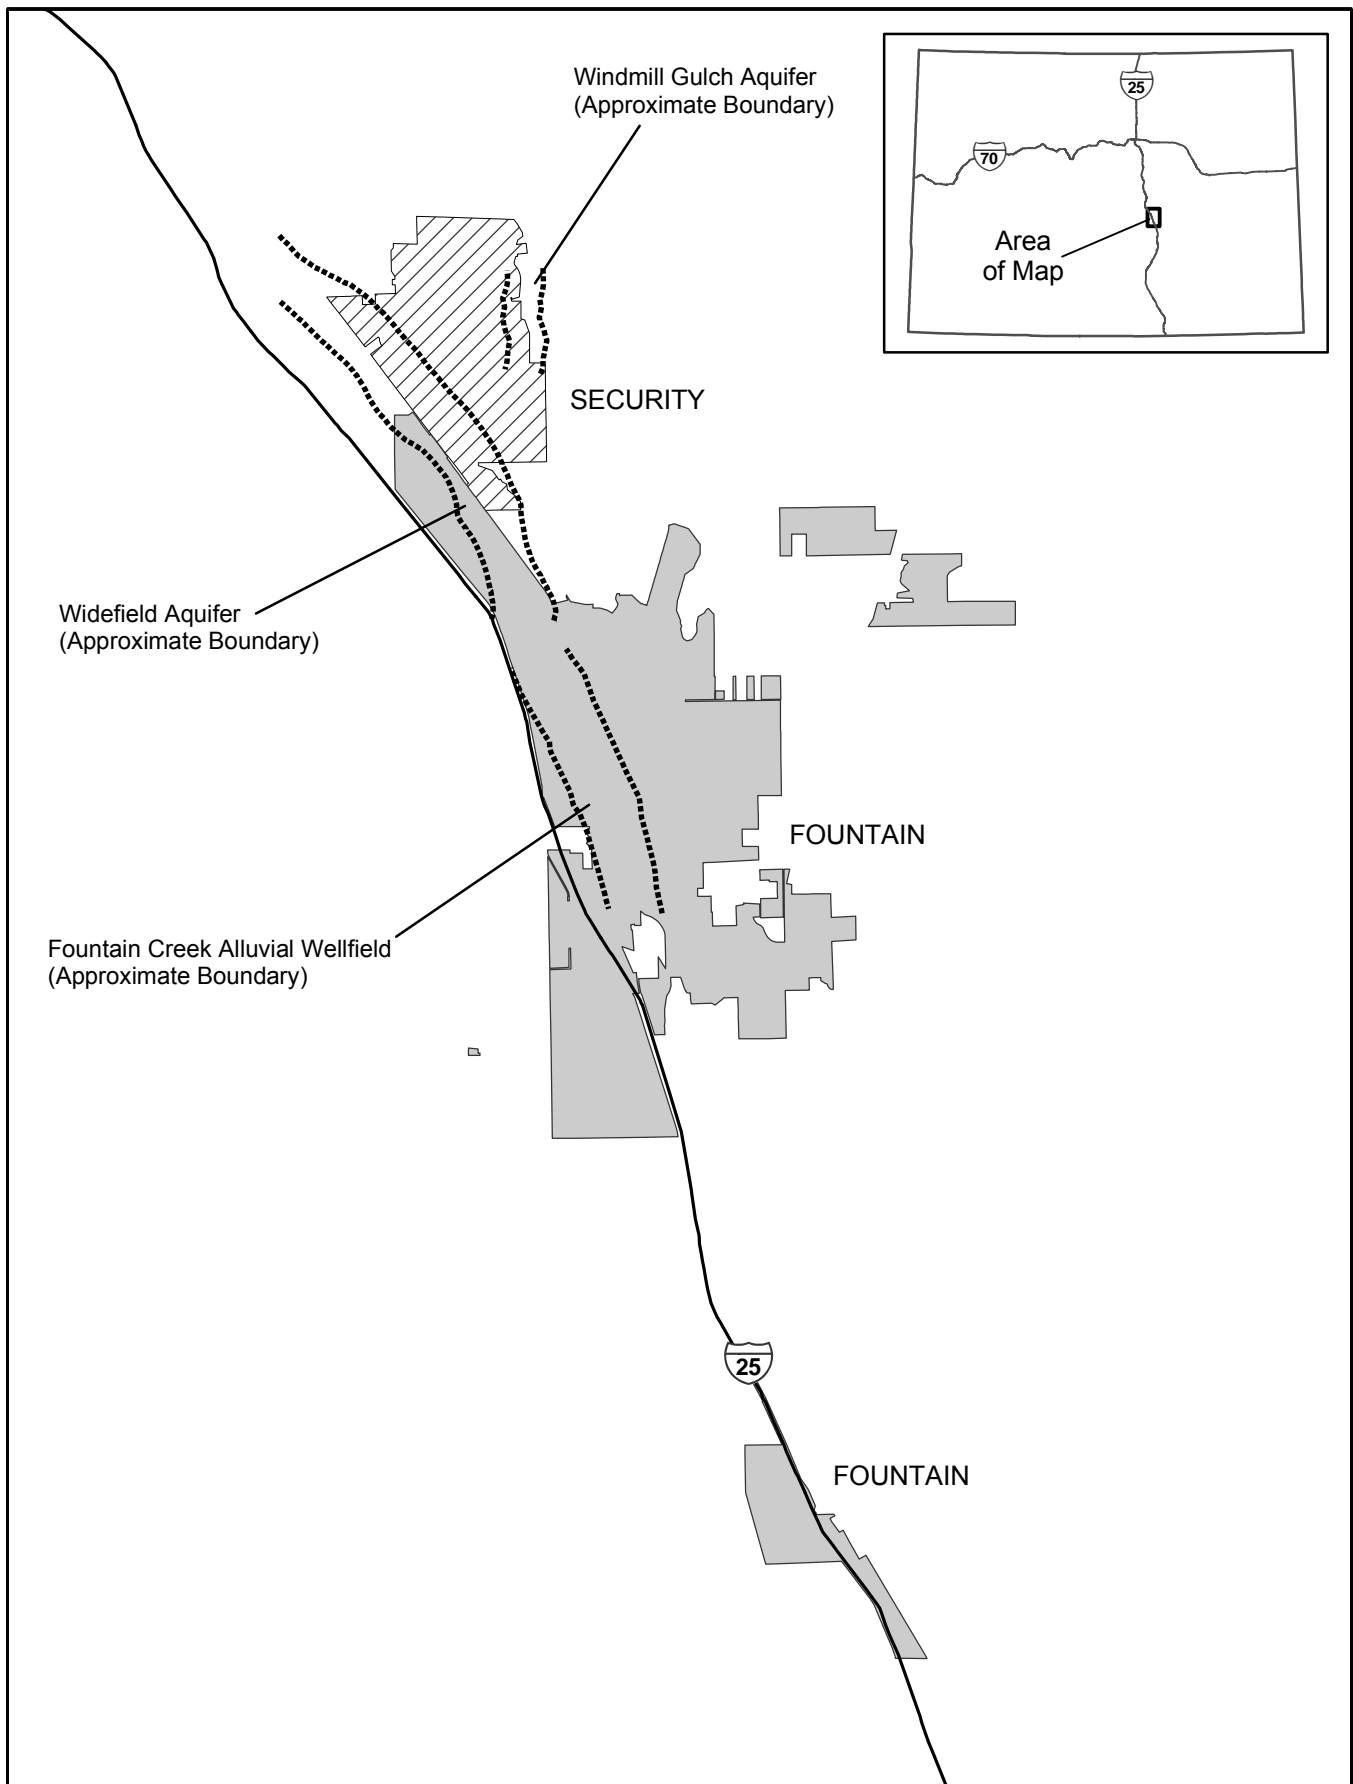 Windmill Gulch Aquifer
(Approximate Boundary)
25
70
Area
of Map
SECURITY
Widefield Aquifer
(Approximate Boundary)
FOUNTAIN
Fountain Creek Alluvial Wellfield
(Approximate Boundary)
25
FOUNTAIN